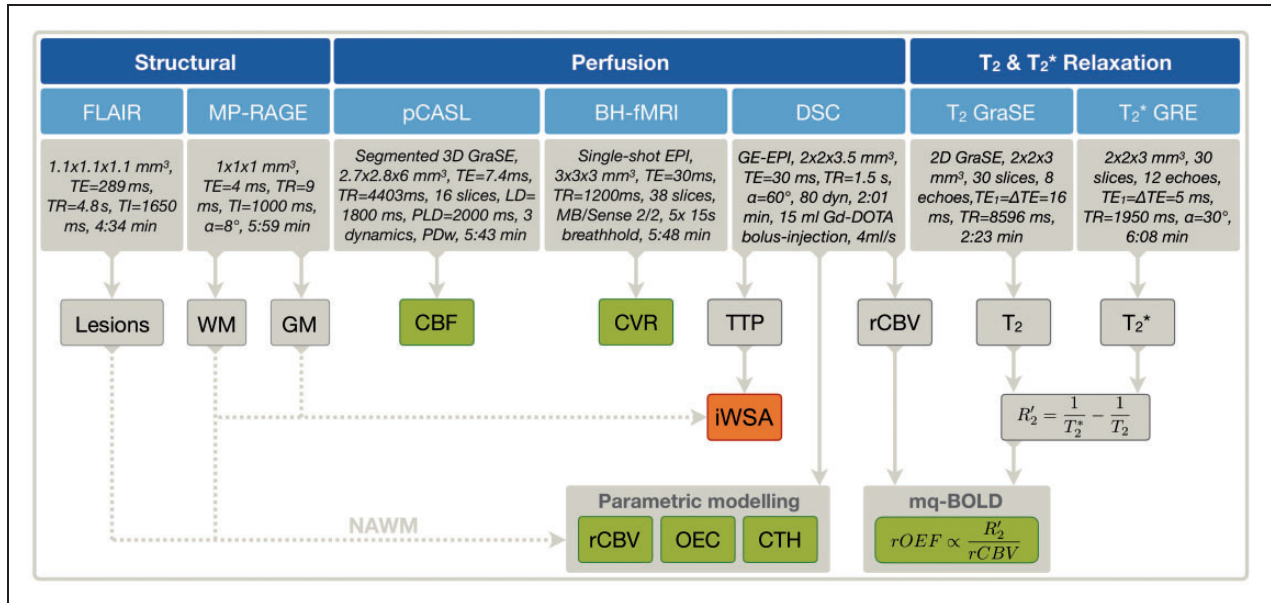 Structural
Perfusion
T₂ & T₂* Relaxation
FLAIR
MP-RAGE
pCASL
BH-fMRI
DSC
T₂ GraSE
T₂* GRE
1.1x1.1x1.1 mm³,
TE=289 ms,
TR=4.8s, TI=1650
ms, 4:34 min
1x1x1 mm³,
TE=4 ms, TR=9
ms, TI=1000 ms,
α=8°, 5:59 min
Segmented 3D GraSE,
2.7x2.8x6 mm³, TE=7.4ms,
TR=4403ms, 16 slices, LD=
1800 ms, PLD=2000 ms, 3
dynamics, PDw, 5:43 min
Single-shot EPI,
3x3x3 mm³, TE=30ms,
TR=1200ms, 38 slices,
MB/Sense 2/2, 5x 15s
breathhold, 5:48 min
GE-EPI, 2x2x3.5 mm³,
TE=30 ms, TR=1.5 s,
α=60°, 80 dyn, 2:01
min, 15 ml Gd-DOTA
bolus-injection, 4ml/s
2D GraSE, 2x2x3
mm³, 30 slices, 8
echoes,TE₁=ΔTE=16
ms, TR=8596 ms,
2:23 min
2x2x3 mm³, 30
slices, 12 echoes,
TE₁=ΔTE=5 ms,
TR=1950 ms, α=30°,
6:08 min
Lesions
WM
GM
CBF
CVR
TTP
rCBV
T₂
T₂*
iWSA
R′₂ = 1/T₂* − 1/T₂
Parametric modelling
mq-BOLD
NAWM
rCBV
OEC
CTH
rOEF ∝ R′₂/rCBV